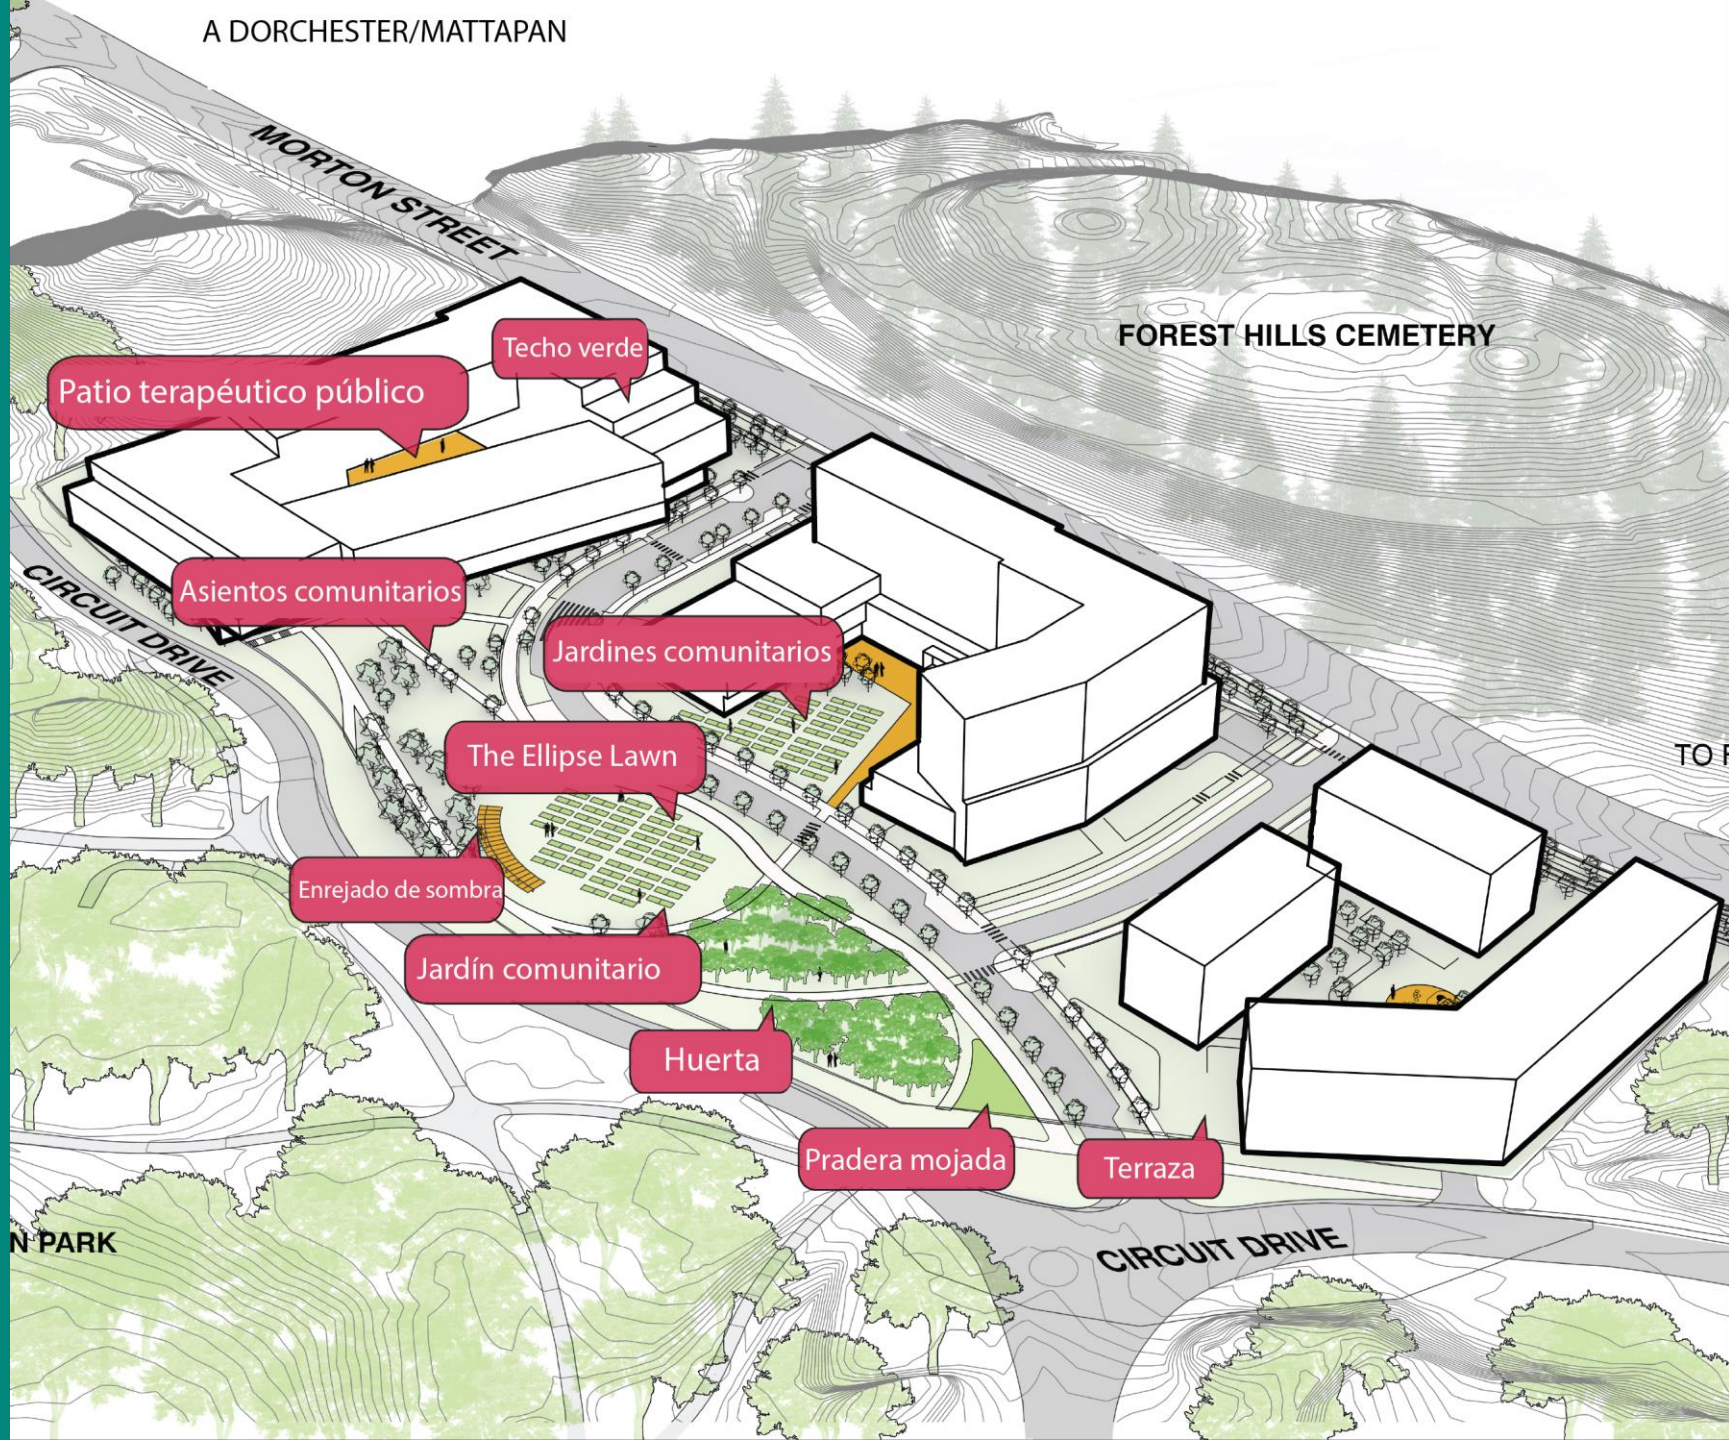 A DORCHESTER/MATTAPAN
MORTON STREET
FOREST HILLS CEMETERY
Techo verde
Patio terapéutico público
CIRCUIT DRIVE
Asientos comunitarios
Jardines comunitarios
The Ellipse Lawn
TO
Enrejado de sombra
Jardín comunitario
Huerta
Pradera mojada
Terraza
N PARK
CIRCUIT DRIVE